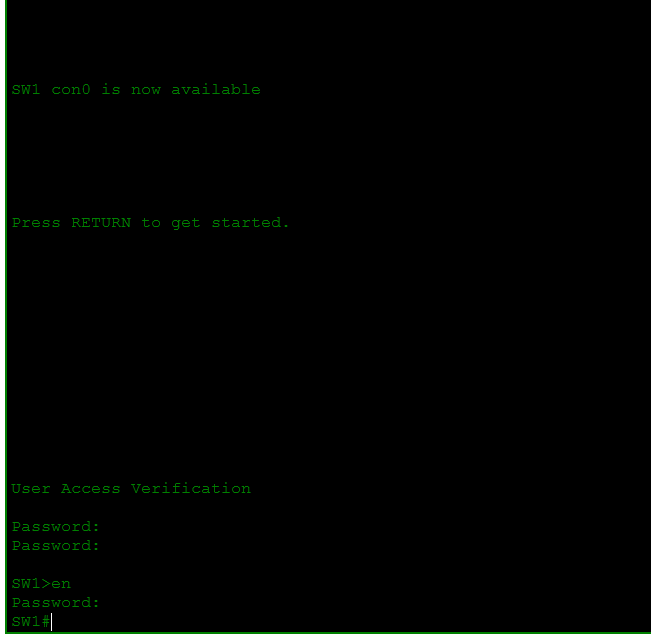 SW1 con0 is now available
Press RETURN to get started.
User Access Verification
Password:
Password:
SW1>en
Password:
SW1#